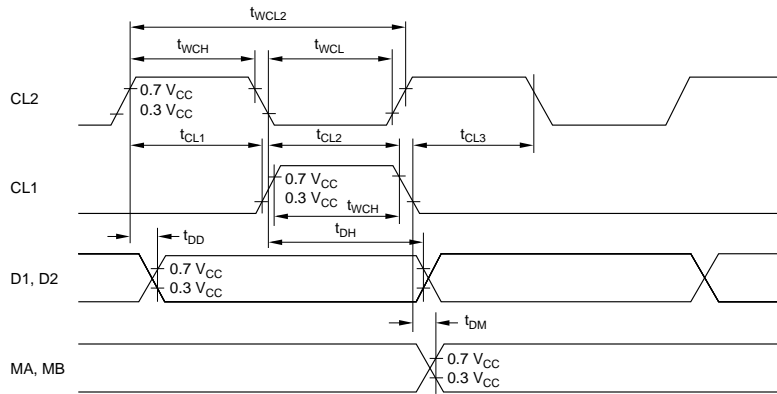 tWCL2
tWCH tWCL
CL2
0.7 VCC
0.3 VCC
tCL1 tCL2 tCL3
CL1
0.7 VCC
0.3 VCC
tWCH
tDH
tDD
D1, D2
0.7 VCC
0.3 VCC
tDM
MA, MB
0.7 VCC
0.3 VCC